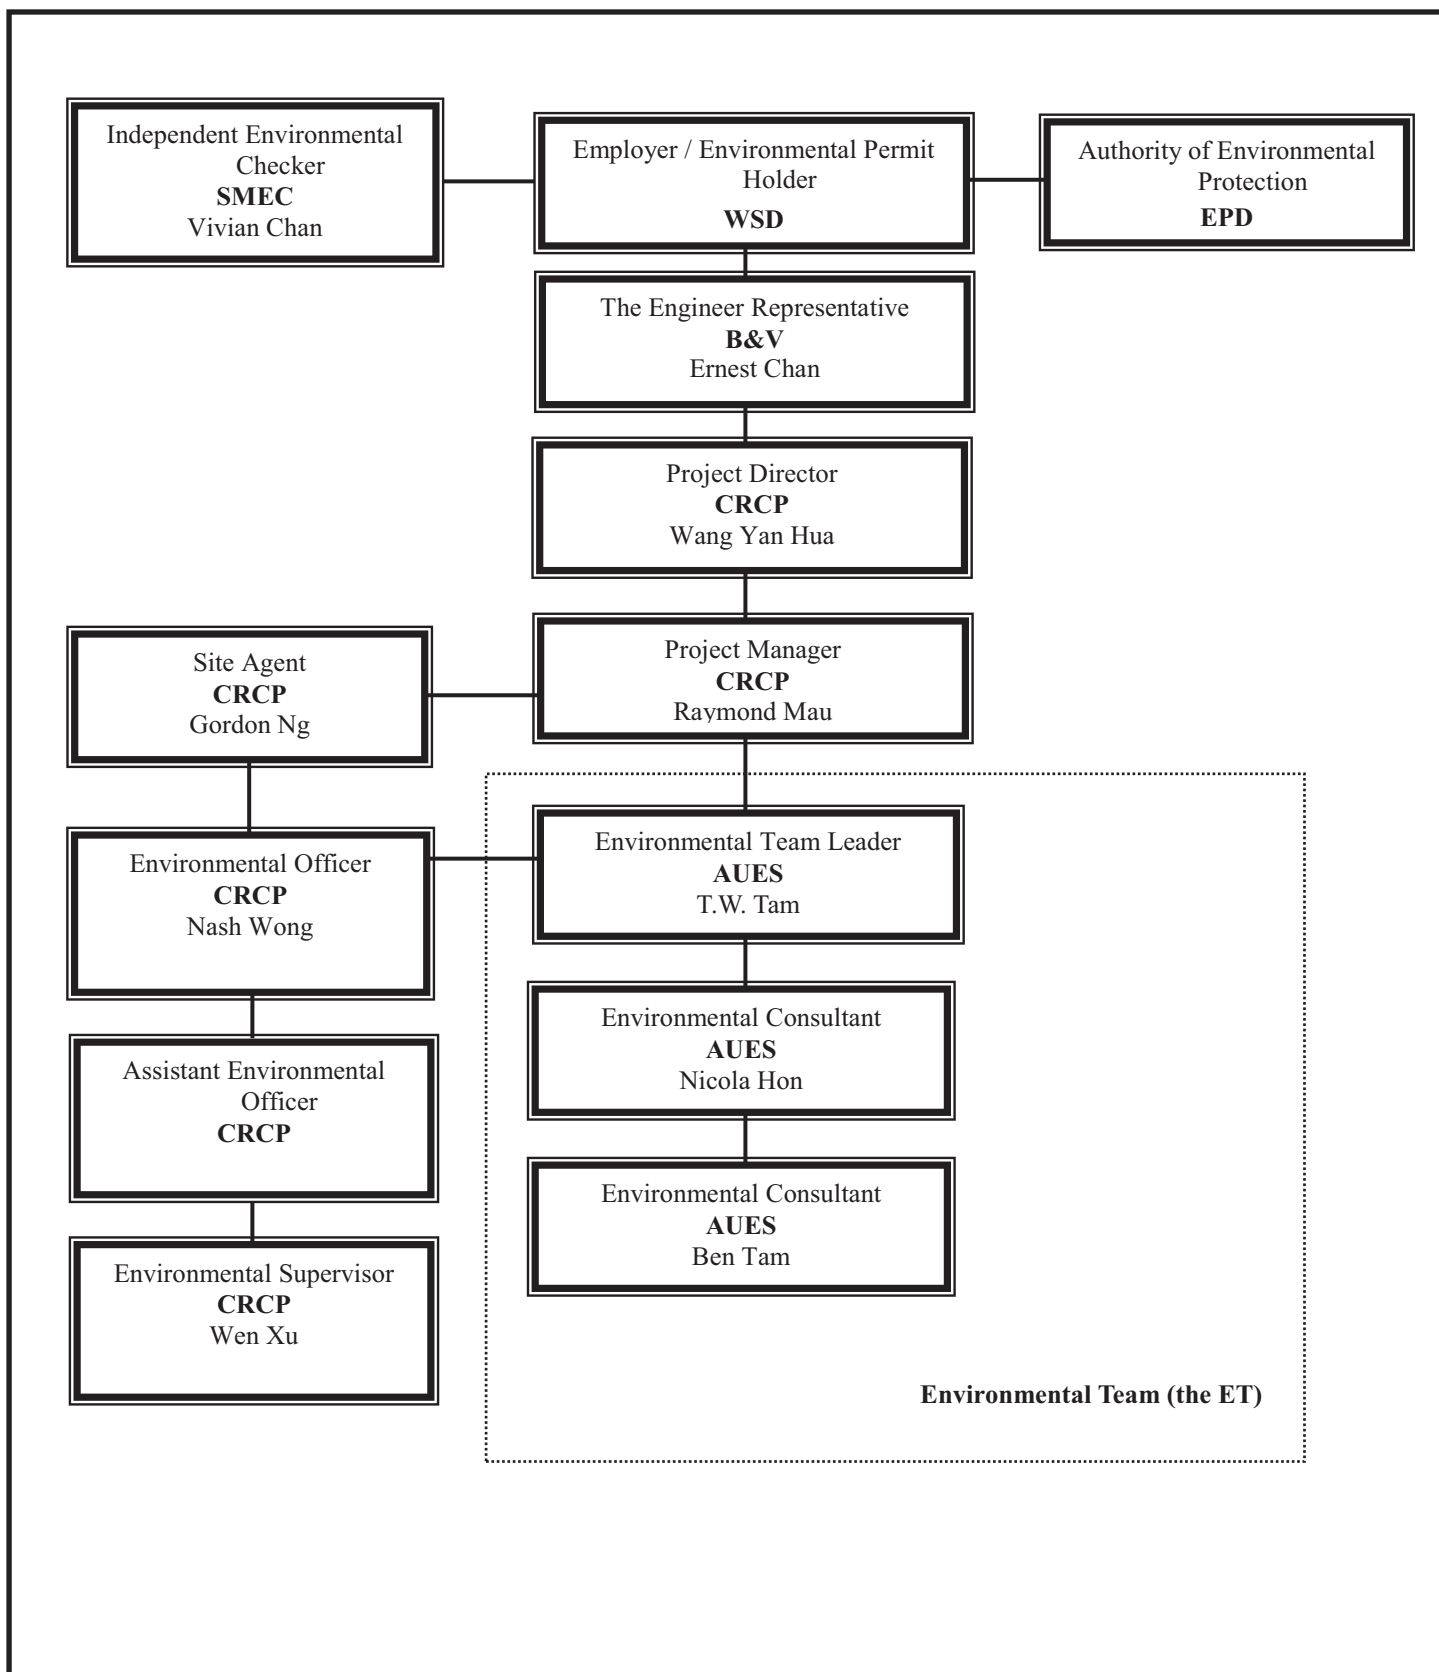 Independent Environmental
Checker
SMEC
Vivian Chan
Employer / Environmental Permit
Holder
WSD
Authority of Environmental
Protection
EPD
The Engineer Representative
B&V
Ernest Chan
Project Director
CRCP
Wang Yan Hua
Site Agent
CRCP
Gordon Ng
Project Manager
CRCP
Raymond Mau
Environmental Officer
CRCP
Nash Wong
Environmental Team Leader
AUES
T.W. Tam
Assistant Environmental
Officer
CRCP
Environmental Consultant
AUES
Nicola Hon
Environmental Supervisor
CRCP
Wen Xu
Environmental Consultant
AUES
Ben Tam
Environmental Team (the ET)